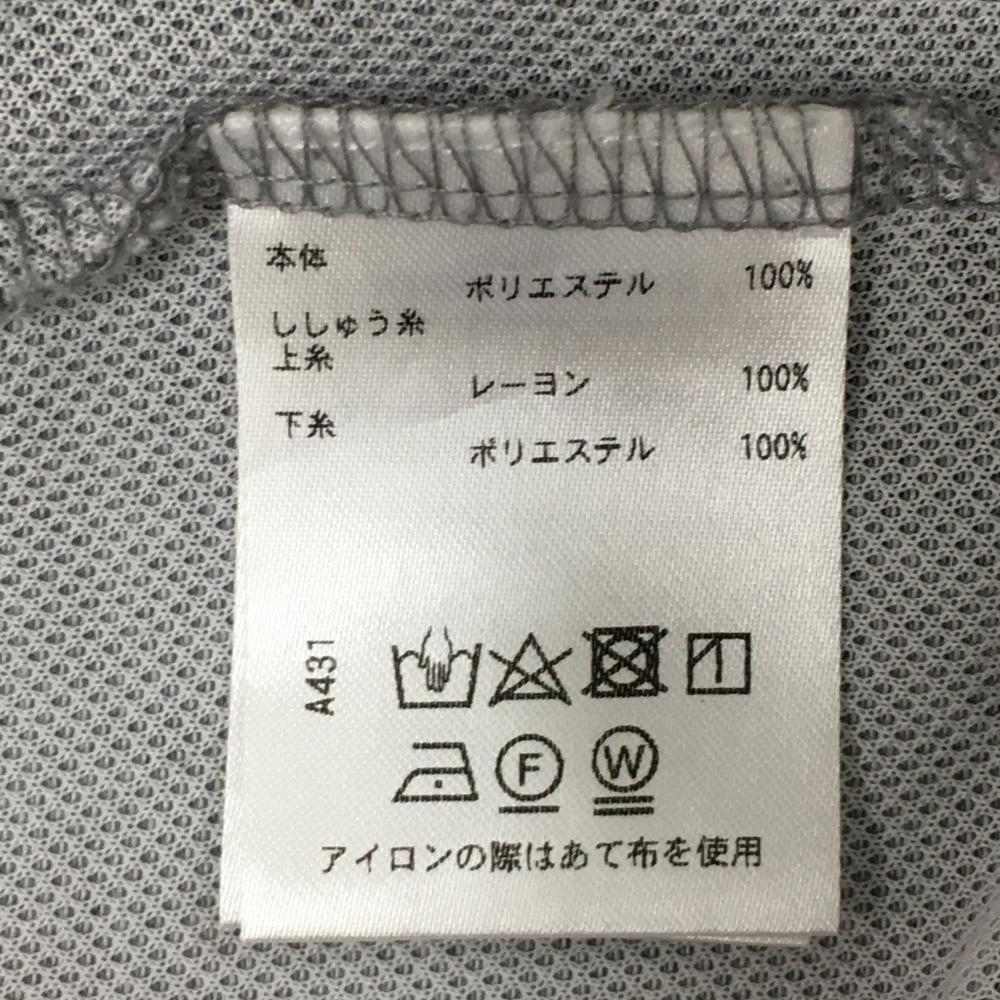 本体
ポリエステル 100%
ししゅう糸
上糸
レーヨン 100%
下糸
ポリエステル 100%
A431
F W
アイロンの際はあて布を使用